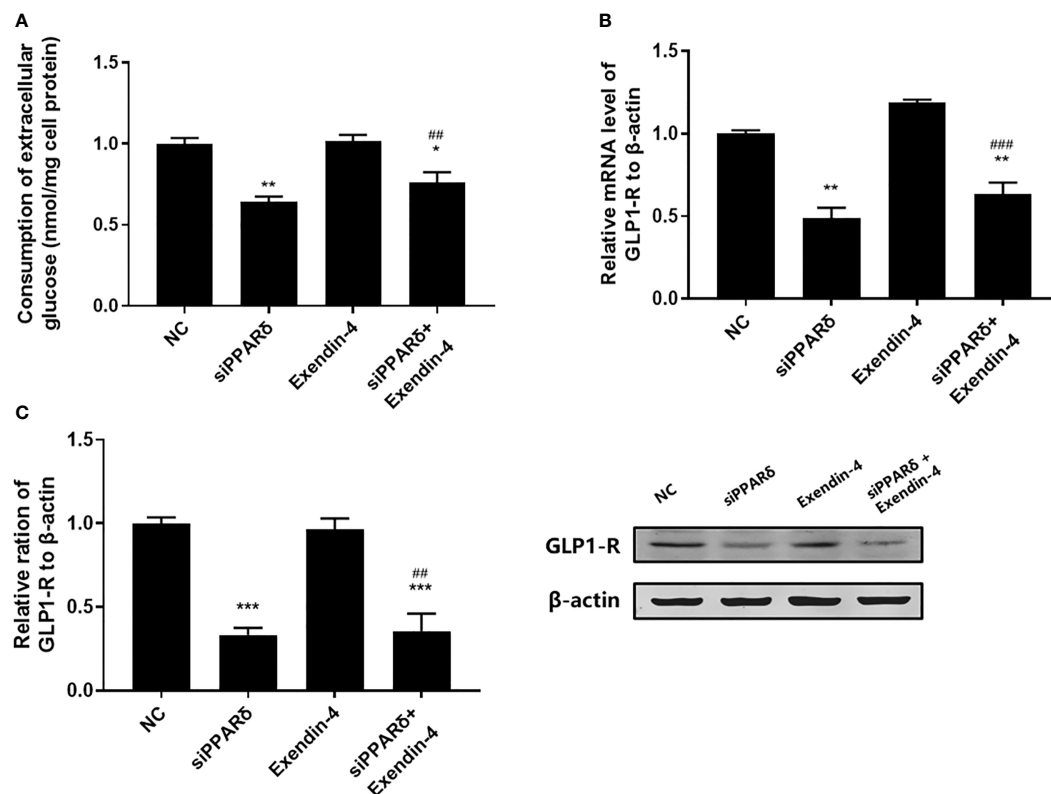 A
Consumption of extracellular
glucose (nmol/mg cell protein)
1.5
1.0
0.5
0.0
**
##
*
NC
siPPARδ
Exendin-4
siPPARδ+
Exendin-4
B
Relative mRNA level of
GLP1-R to β-actin
1.5
1.0
0.5
0.0
**
###
**
NC
siPPARδ
Exendin-4
siPPARδ+
Exendin-4
C
Relative ration of
GLP1-R to β-actin
1.5
1.0
0.5
0.0
***
##
***
NC
siPPARδ
Exendin-4
siPPARδ+
Exendin-4
NC
siPPARδ
Exendin-4
siPPARδ +
Exendin-4
GLP1-R
β-actin